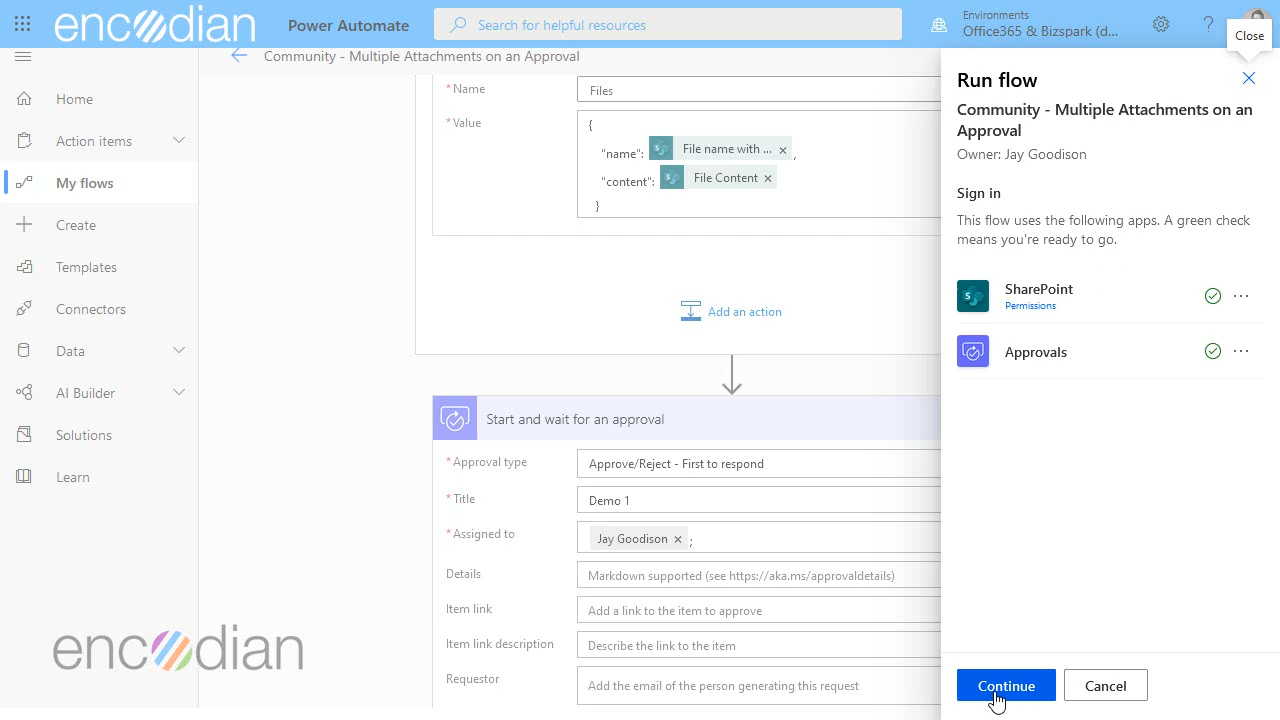 encodian
Power Automate
Search for helpful resources
Environments
Office365 & Bizspark (d...
?
Close
Community - Multiple Attachments on an Approval
Home
Action items
My flows
Create
Templates
Connectors
Data
AI Builder
Solutions
Learn
* Name
Files
* Value
{
"name": File name with ... × ,
"content": File Content ×
}
Add an action
Start and wait for an approval
* Approval type
Approve/Reject - First to respond
* Title
Demo 1
* Assigned to
Jay Goodison × ;
Details
Markdown supported (see https://aka.ms/approvaldetails)
Item link
Add a link to the item to approve
Item link description
Describe the link to the item
Requestor
Add the email of the person generating this request
encodian
Run flow
Community - Multiple Attachments on an
Approval
Owner: Jay Goodison
Sign in
This flow uses the following apps. A green check
means you're ready to go.
SharePoint
Permissions
Approvals
Continue
Cancel